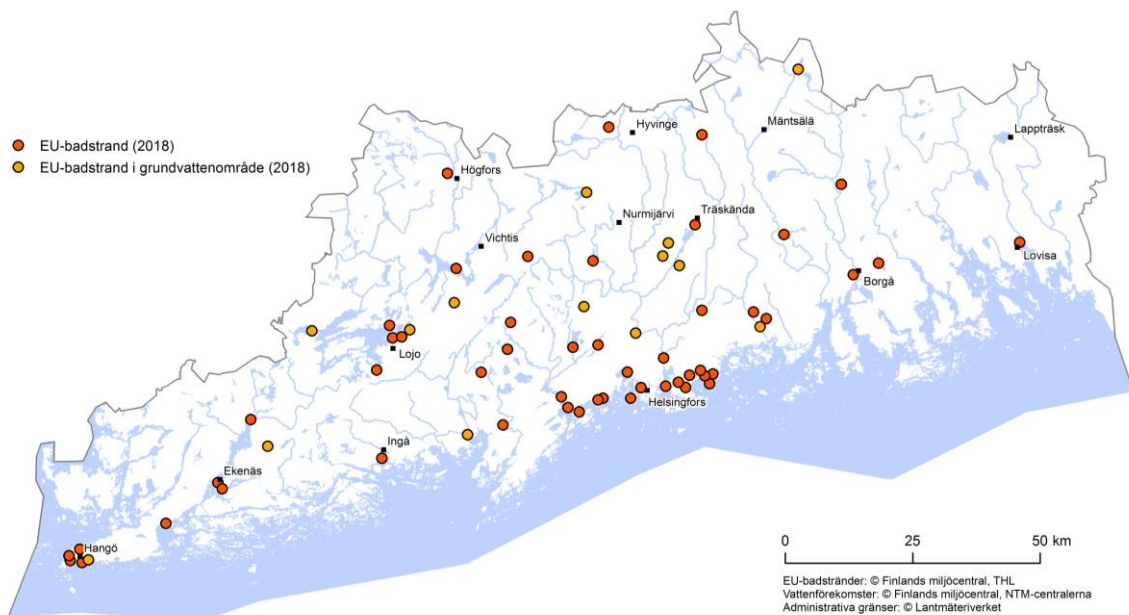 EU-badstrand (2018)
EU-badstrand i grundvattenområde (2018)
Hyvinge
Mäntsälä
Lappträsk
Högfors
Nurmijärvi
Träskända
Vichtis
Lovisa
Borgå
Lojo
Helsingfors
Ingå
Ekenäs
Hangö
0 25 50 km
EU-badstränder: © Finlands miljöcentral, THL
Vattenförekomster: © Finlands miljöcentral, NTM-centralerna
Administrativa gränser: © Lantmäteriverket